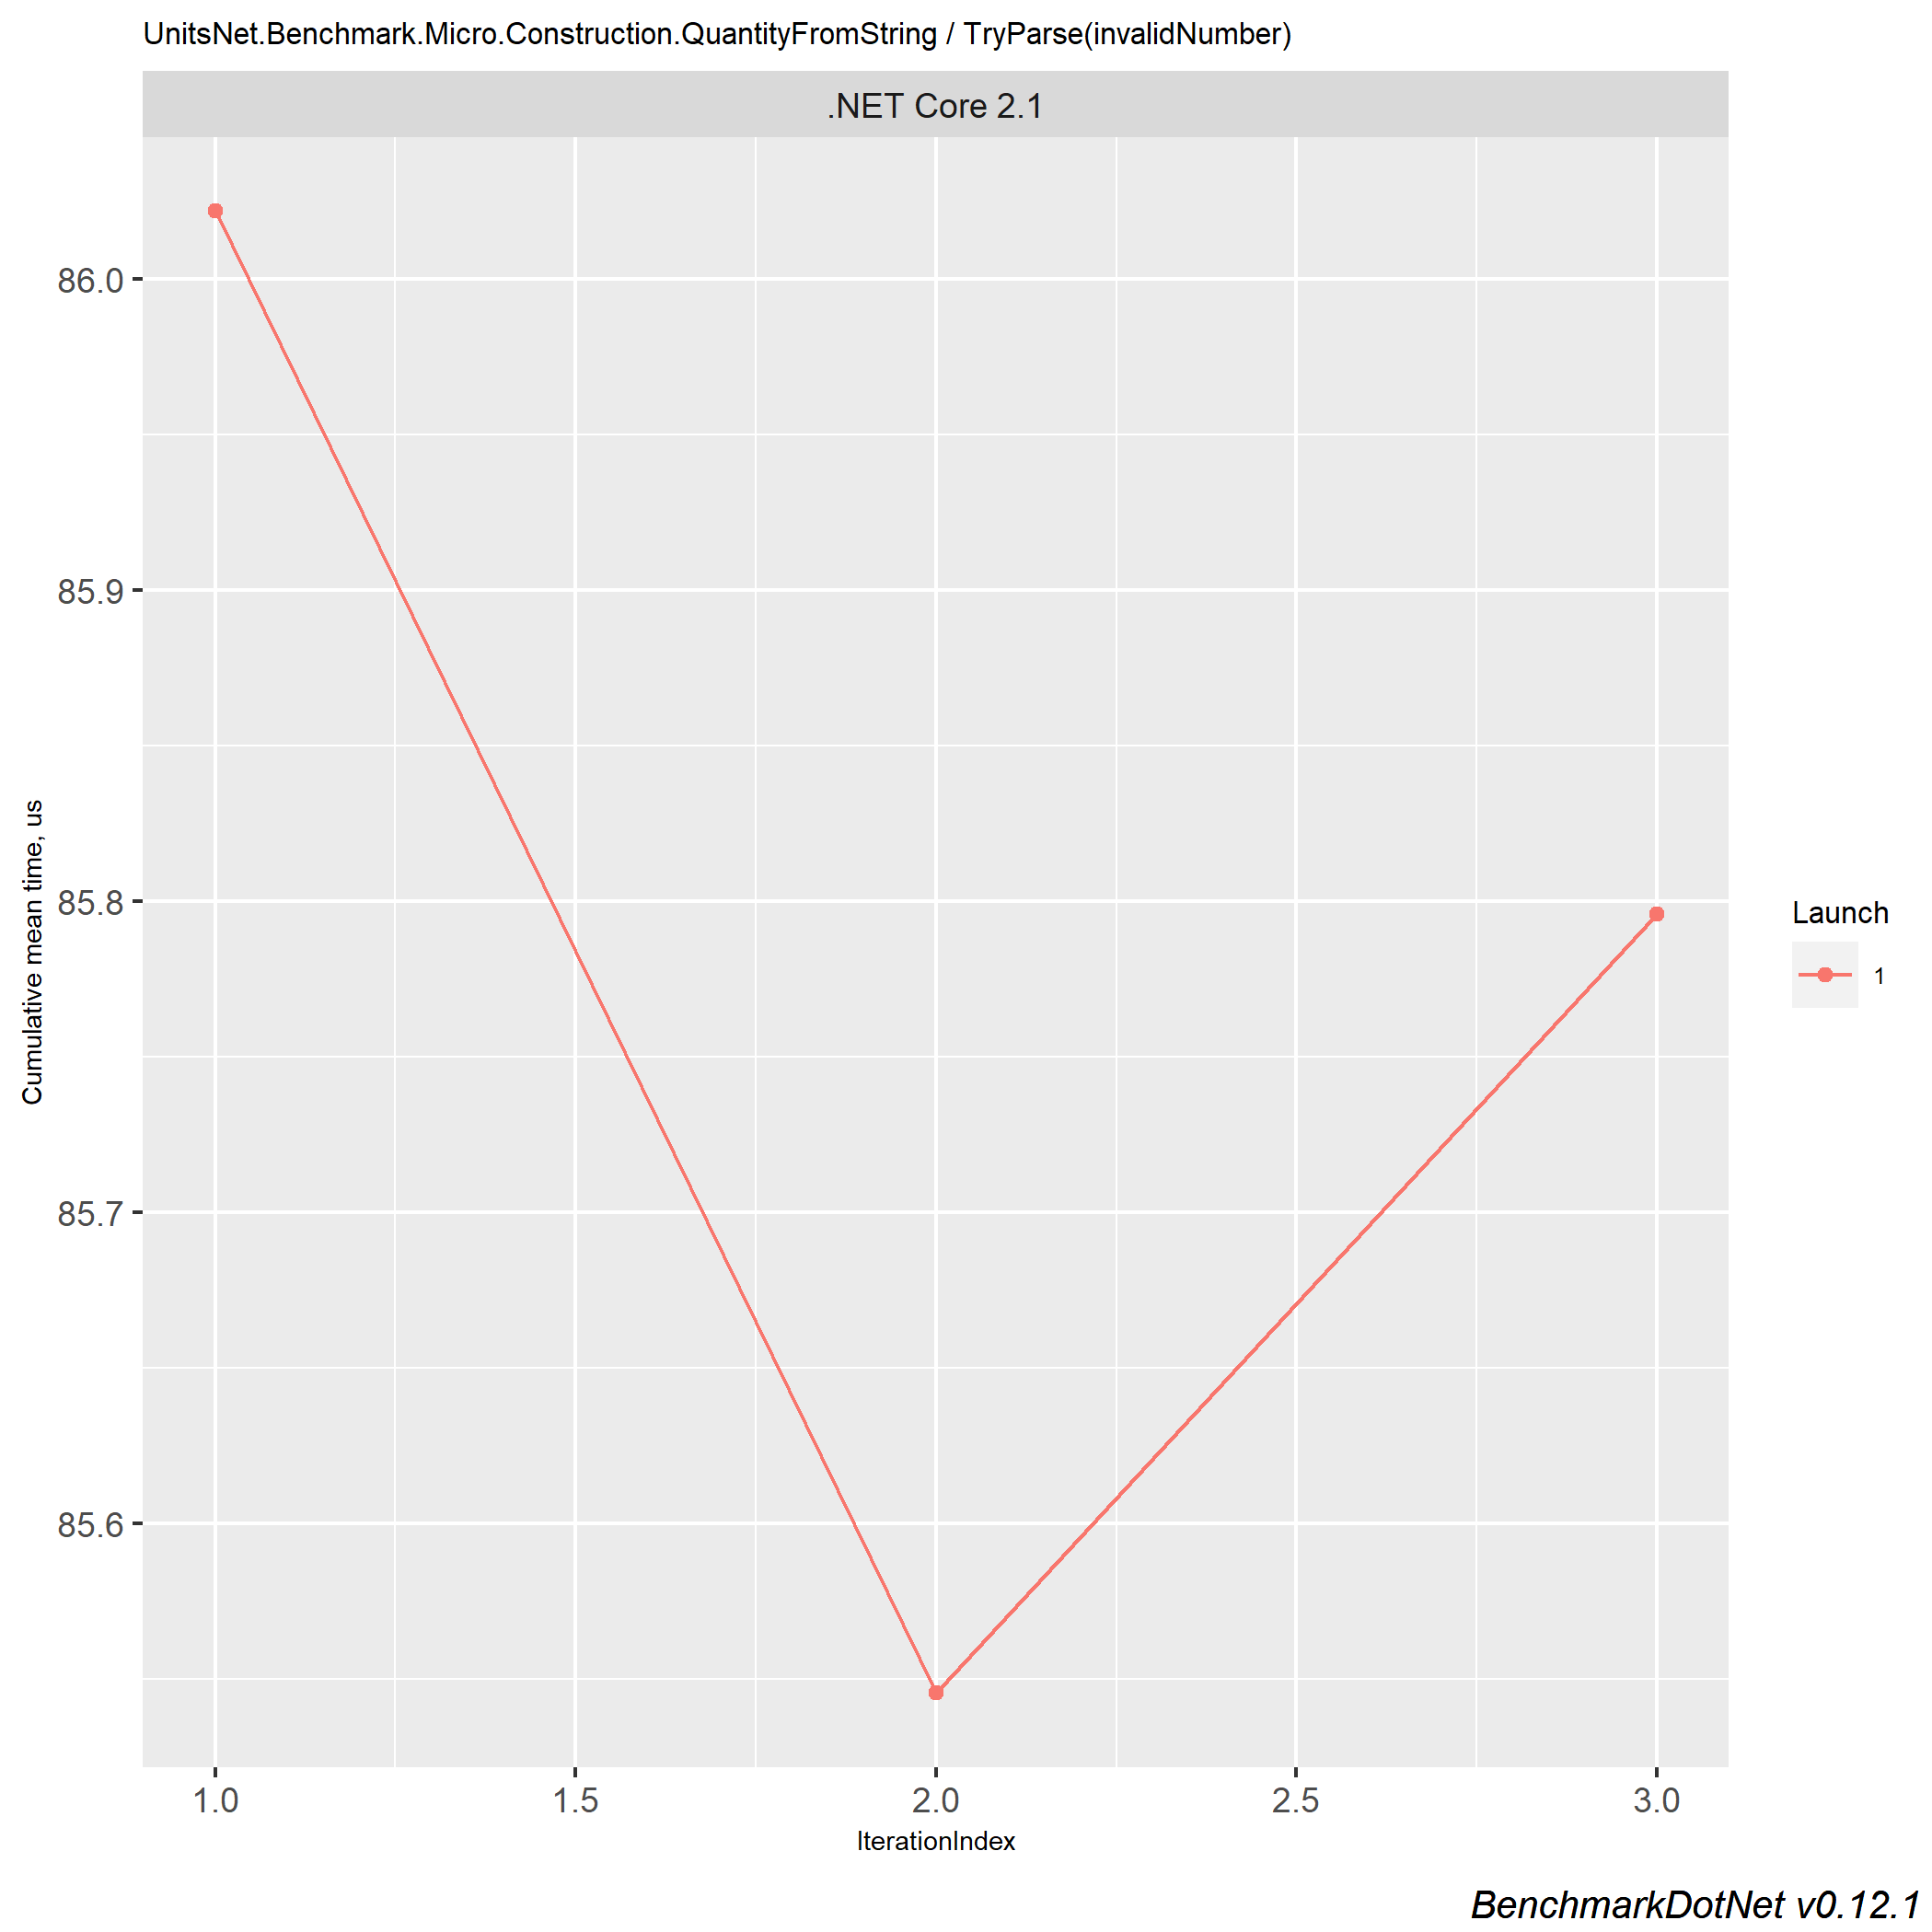 UnitsNet.Benchmark.Micro.Construction.QuantityFromString / TryParse(invalidNumber)
.NET Core 2.1
86.0
85.9
85.8
85.7
85.6
Cumulative mean time, us
1.0
1.5
2.0
2.5
3.0
IterationIndex
Launch
1
BenchmarkDotNet v0.12.1